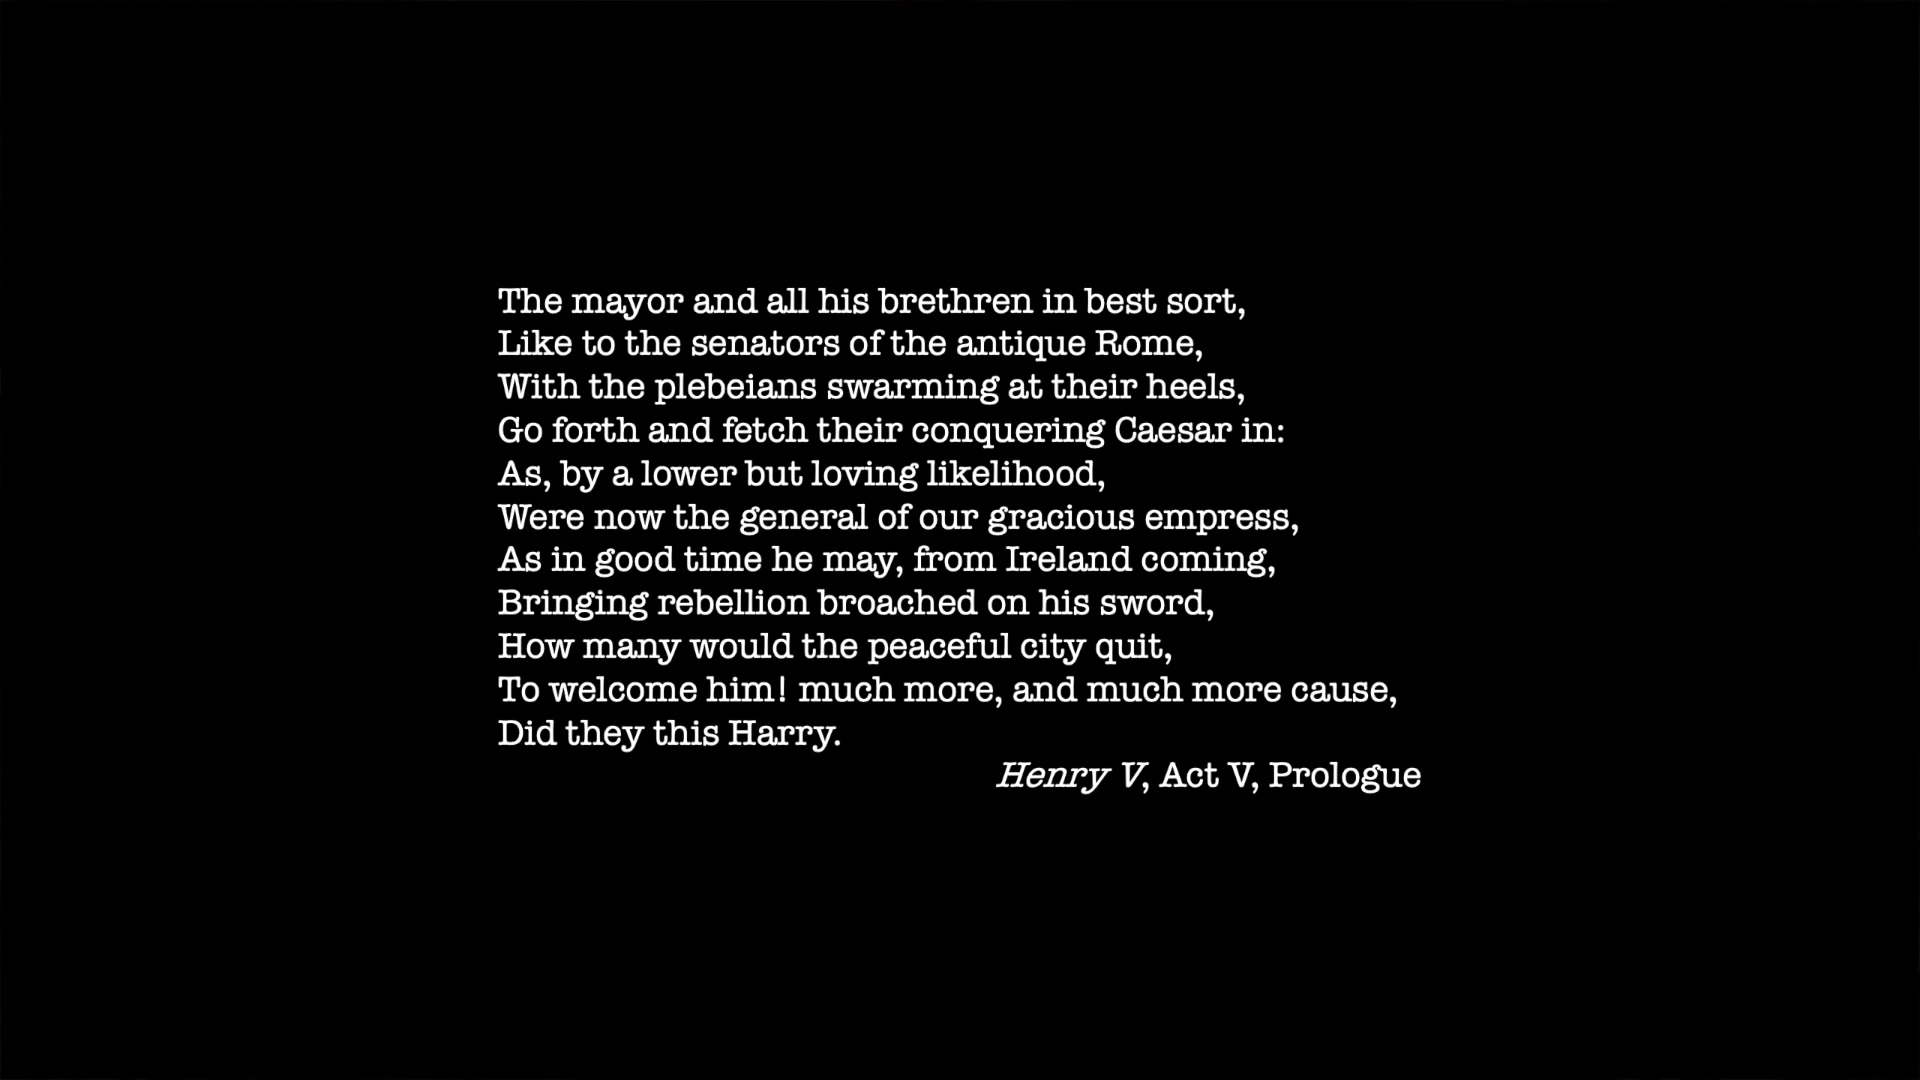 The mayor and all his brethren in best sort,
Like to the senators of the antique Rome,
With the plebeians swarming at their heels,
Go forth and fetch their conquering Caesar in:
As, by a lower but loving likelihood,
Were now the general of our gracious empress,
As in good time he may, from Ireland coming,
Bringing rebellion broached on his sword,
How many would the peaceful city quit,
To welcome him! much more, and much more cause,
Did they this Harry.
Henry V, Act V, Prologue